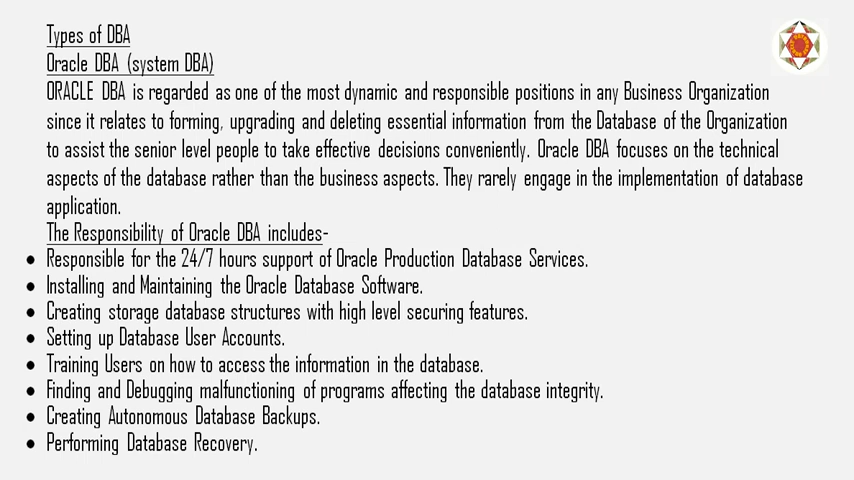 Types of DBA
Oracle DBA (system DBA)
ORACLE DBA is regarded as one of the most dynamic and responsible positions in any Business Organization
since it relates to forming, upgrading and deleting essential information from the Database of the Organization
to assist the senior level people to take effective decisions conveniently. Oracle DBA focuses on the technical
aspects of the database rather than the business aspects. They rarely engage in the implementation of database
application.
The Responsibility of Oracle DBA includes-
• Responsible for the 24/7 hours support of Oracle Production Database Services.
• Installing and Maintaining the Oracle Database Software.
• Creating storage database structures with high level securing features.
• Setting up Database User Accounts.
• Training Users on how to access the information in the database.
• Finding and Debugging malfunctioning of programs affecting the database integrity.
• Creating Autonomous Database Backups.
• Performing Database Recovery.